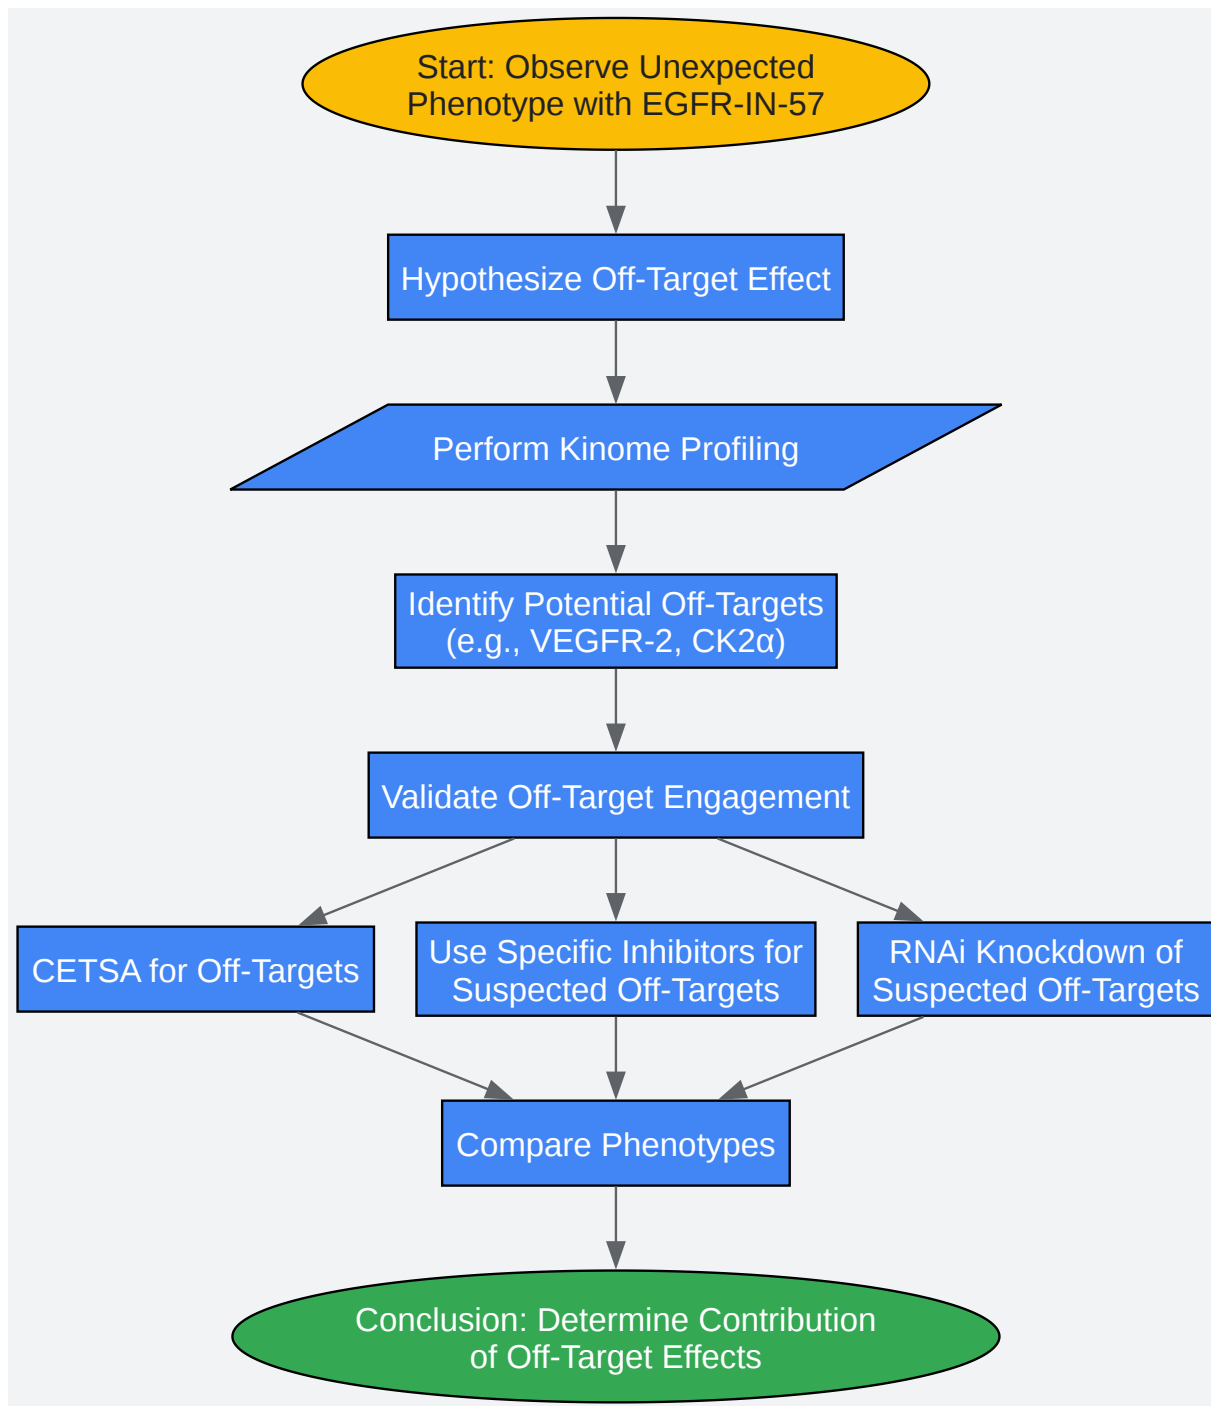 Start: Observe Unexpected
Phenotype with EGFR-IN-57
Hypothesize Off-Target Effect
Perform Kinome Profiling
Identify Potential Off-Targets
(e.g., VEGFR-2, CK2α)
Validate Off-Target Engagement
CETSA for Off-Targets
Use Specific Inhibitors for
Suspected Off-Targets
RNAi Knockdown of
Suspected Off-Targets
Compare Phenotypes
Conclusion: Determine Contribution
of Off-Target Effects